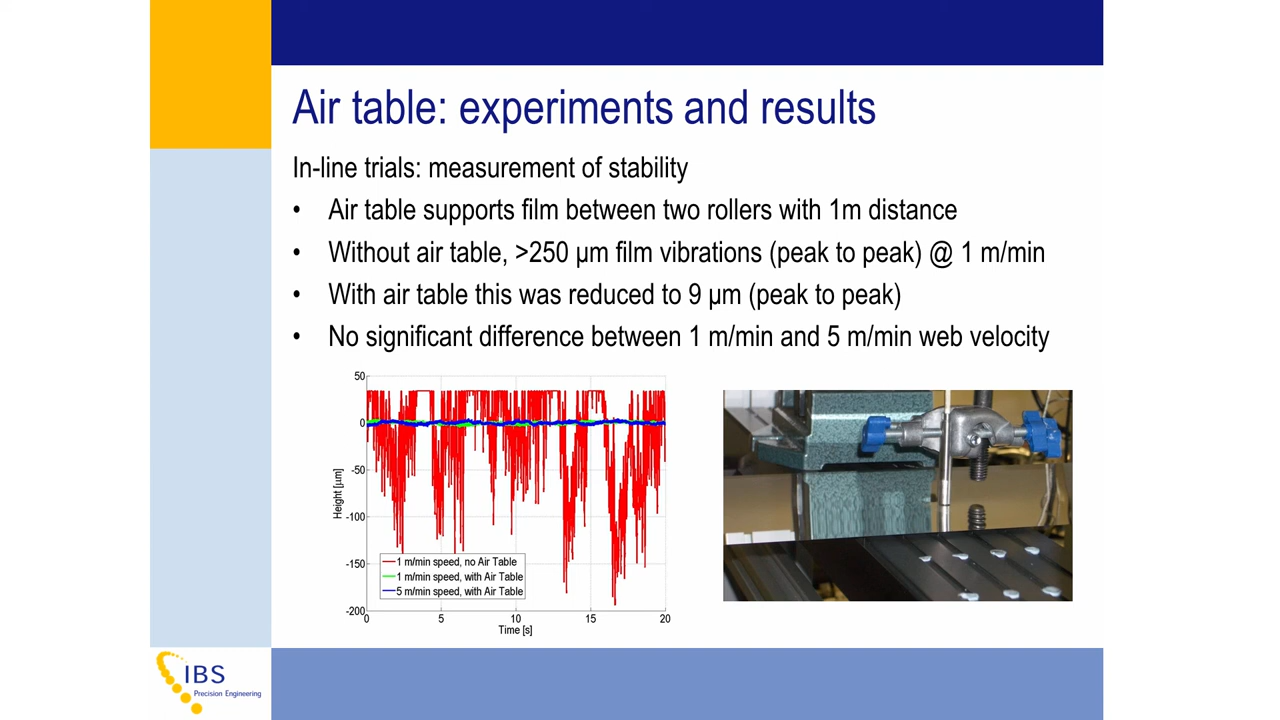 Air table: experiments and results
In-line trials: measurement of stability
• Air table supports film between two rollers with 1m distance
• Without air table, >250 µm film vibrations (peak to peak) @ 1 m/min
• With air table this was reduced to 9 µm (peak to peak)
• No significant difference between 1 m/min and 5 m/min web velocity
50
0
-50
-100
-150
-200
Height [µm]
1 m/min speed, no Air Table
1 m/min speed, with Air Table
5 m/min speed, with Air Table
0 5 10 15 20
Time [s]
IBS
Precision Engineering